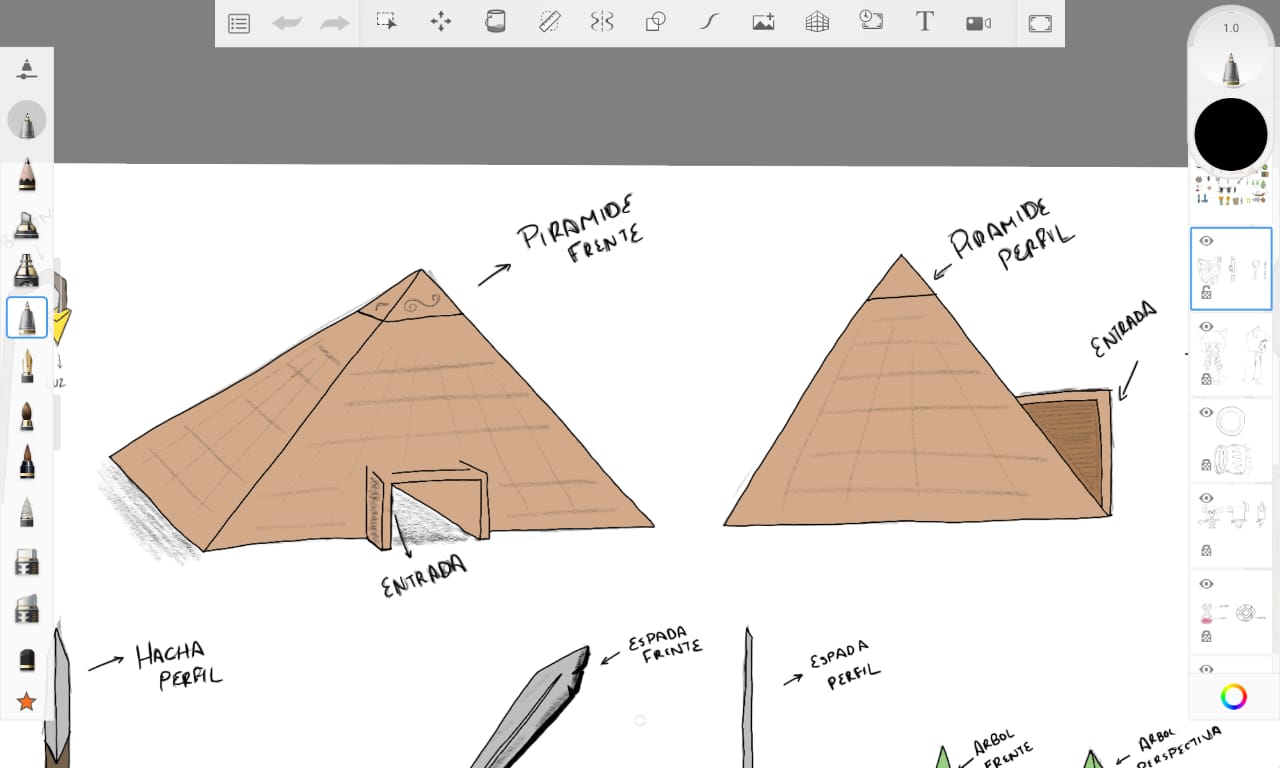 1.0
PIRAMIDE
FRENTE
PIRAMIDE
PERFIL
ENTRADA
ENTRADA
HACHA
PERFIL
ESPADA
FRENTE
ESPADA
PERFIL
ARBOL
FRENTE
ARBOL
PERSPECTIVA
T